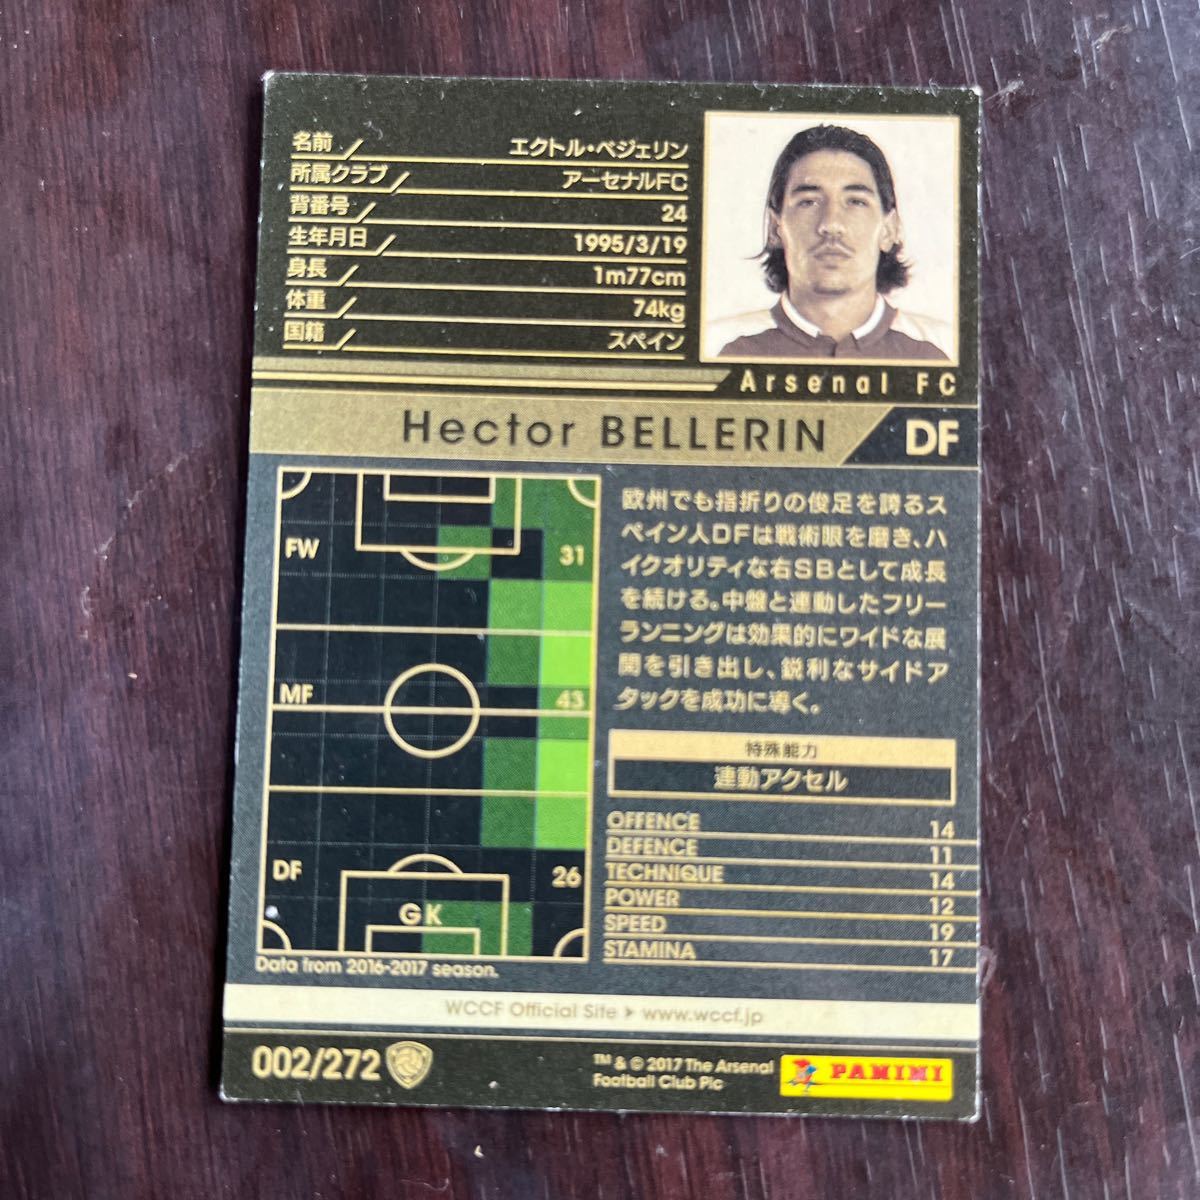 名前 エクトル・ベジェリン
所属クラブ アーセナルFC
背番号 24
生年月日 1995/3/19
身長 1m77cm
体重 74kg
国籍 スペイン
Arsenal FC
Hector BELLERIN DF
FW 31
MF 43
DF 26
GK
Data from 2016-2017 season.
欧州でも指折りの俊足を誇るス
ペイン人DFは戦術眼を磨き、ハ
イクオリティな右SBとして成長
を続ける。中盤と連動したフリー
ランニングは効果的にワイドな展
開を引き出し、鋭利なサイドア
タックを成功に導く。
特殊能力
連動アクセル
OFFENCE 14
DEFENCE 11
TECHNIQUE 14
POWER 12
SPEED 19
STAMINA 17
WCCF Official Site ▶ www.wccf.jp
002/272
™ & © 2017 The Arsenal
Football Club Plc
PANINI